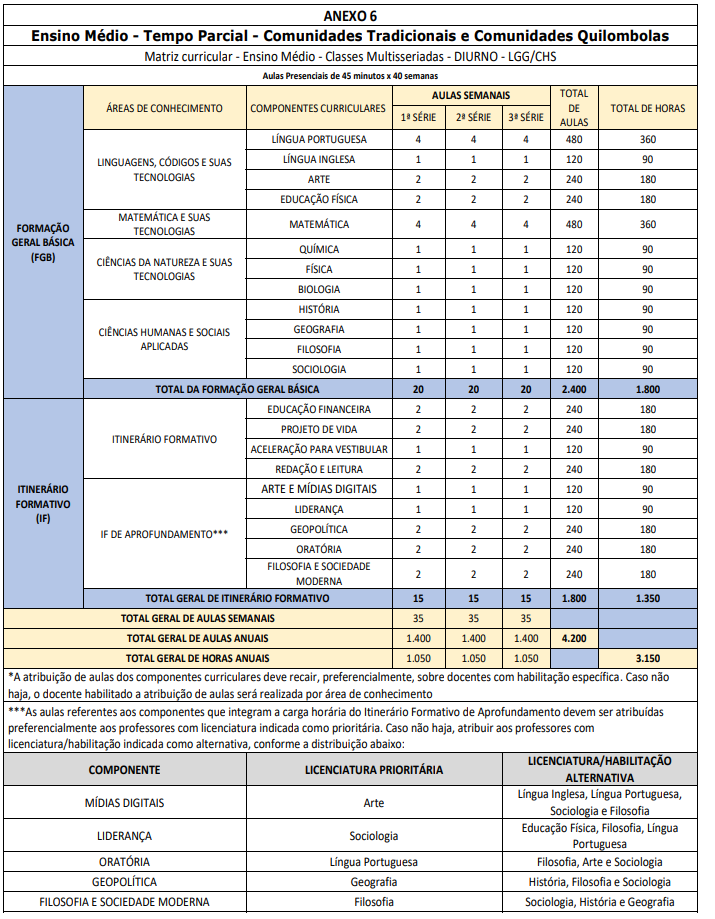 ANEXO 6
Ensino Médio - Tempo Parcial - Comunidades Tradicionais e Comunidades Quilombolas
Matriz curricular - Ensino Médio - Classes Multisseriadas - DIURNO - LGG/CHS
Aulas Presenciais de 45 minutos x 40 semanas
FORMAÇÃO GERAL BÁSICA (FGB)
ÁREAS DE CONHECIMENTO COMPONENTES CURRICULARES AULAS SEMANAIS TOTAL DE AULAS TOTAL DE HORAS
1ª SÉRIE 2ª SÉRIE 3ª SÉRIE
LINGUAGENS, CÓDIGOS E SUAS TECNOLOGIAS
LÍNGUA PORTUGUESA 4 4 4 480 360
LÍNGUA INGLESA 1 1 1 120 90
ARTE 2 2 2 240 180
EDUCAÇÃO FÍSICA 2 2 2 240 180
MATEMÁTICA E SUAS TECNOLOGIAS
MATEMÁTICA 4 4 4 480 360
CIÊNCIAS DA NATUREZA E SUAS TECNOLOGIAS
QUÍMICA 1 1 1 120 90
FÍSICA 1 1 1 120 90
BIOLOGIA 1 1 1 120 90
CIÊNCIAS HUMANAS E SOCIAIS APLICADAS
HISTÓRIA 1 1 1 120 90
GEOGRAFIA 1 1 1 120 90
FILOSOFIA 1 1 1 120 90
SOCIOLOGIA 1 1 1 120 90
TOTAL DA FORMAÇÃO GERAL BÁSICA 20 20 20 2.400 1.800
ITINERÁRIO FORMATIVO (IF)
ITINERÁRIO FORMATIVO
EDUCAÇÃO FINANCEIRA 2 2 2 240 180
PROJETO DE VIDA 2 2 2 240 180
ACELERAÇÃO PARA VESTIBULAR 1 1 1 120 90
REDAÇÃO E LEITURA 2 2 2 240 180
IF DE APROFUNDAMENTO***
ARTE E MÍDIAS DIGITAIS 1 1 1 120 90
LIDERANÇA 1 1 1 120 90
GEOPOLÍTICA 2 2 2 240 180
ORATÓRIA 2 2 2 240 180
FILOSOFIA E SOCIEDADE MODERNA 2 2 2 240 180
TOTAL GERAL DE ITINERÁRIO FORMATIVO 15 15 15 1.800 1.350
TOTAL GERAL DE AULAS SEMANAIS 35 35 35
TOTAL GERAL DE AULAS ANUAIS 1.400 1.400 1.400 4.200
TOTAL GERAL DE HORAS ANUAIS 1.050 1.050 1.050 3.150
*A atribuição de aulas dos componentes curriculares deve recair, preferencialmente, sobre docentes com habilitação específica. Caso não
haja, o docente habilitado a atribuição de aulas será realizada por área de conhecimento
***As aulas referentes aos componentes que integram a carga horária do Itinerário Formativo de Aprofundamento devem ser atribuídas
preferencialmente aos professores com licenciatura indicada como prioritária. Caso não haja, atribuir aos professores com
licenciatura/habilitação indicada como alternativa, conforme a distribuição abaixo:
COMPONENTE LICENCIATURA PRIORITÁRIA LICENCIATURA/HABILITAÇÃO ALTERNATIVA
MÍDIAS DIGITAIS Arte Língua Inglesa, Língua Portuguesa, Sociologia e Filosofia
LIDERANÇA Sociologia Educação Física, Filosofia, Língua Portuguesa
ORATÓRIA Língua Portuguesa Filosofia, Arte e Sociologia
GEOPOLÍTICA Geografia História, Filosofia e Sociologia
FILOSOFIA E SOCIEDADE MODERNA Filosofia Sociologia, História e Geografia